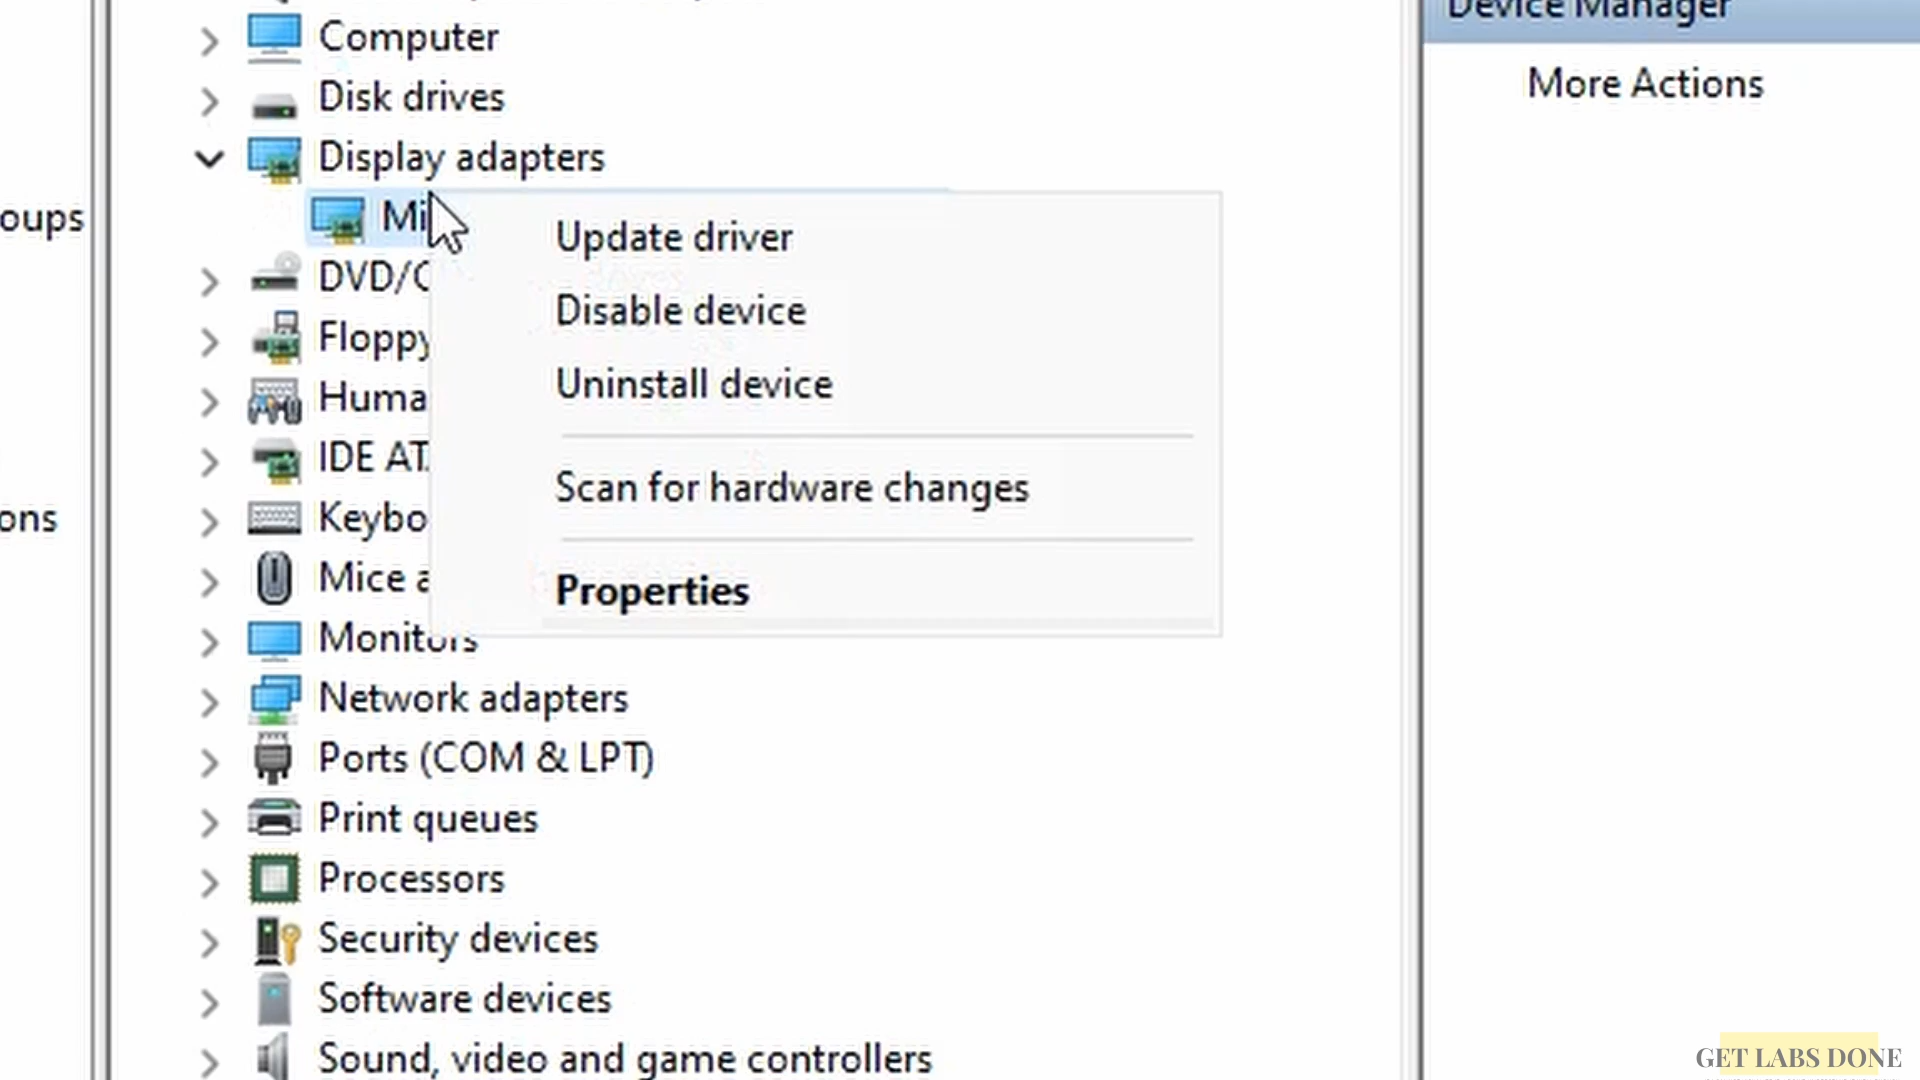 Device Manager
More Actions
oups
ons
Computer
Disk drives
Display adapters
Mi
DVD/C
Floppy
Huma
IDE AT
Keybo
Mice a
Monitors
Network adapters
Ports (COM & LPT)
Print queues
Processors
Security devices
Software devices
Sound, video and game controllers
Update driver
Disable device
Uninstall device
Scan for hardware changes
Properties
GET LABS DONE